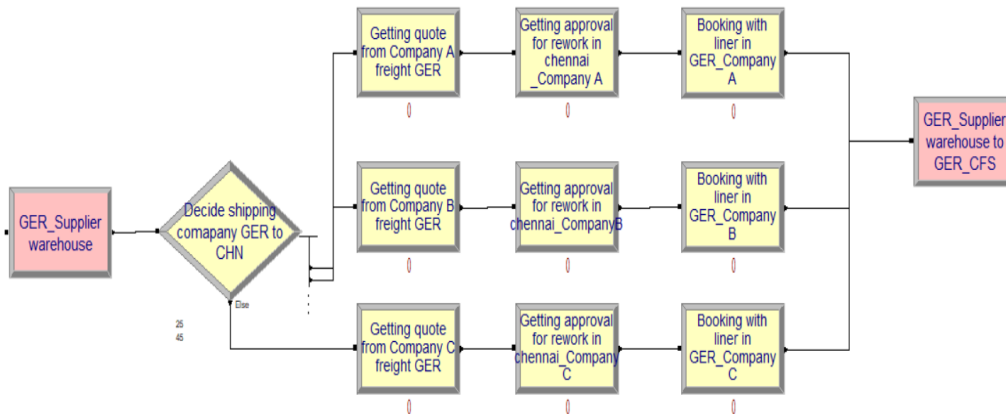 GER_Supplier
warehouse
Decide shipping
comapany GER to
CHN
Else
25
45
Getting quote
from Company A
freight GER
0
Getting approval
for rework in
chennai
_Company A
0
Booking with
liner in
GER_Company
A
0
Getting quote
from Company B
freight GER
0
Getting approval
for rework in
chennai_CompanyB
0
Booking with
liner in
GER_Company
B
0
Getting quote
from Company C
freight GER
0
Getting approval
for rework in
chennai_Company
C
0
Booking with
liner in
GER_Company
C
0
GER_Supplier
warehouse to
GER_CFS